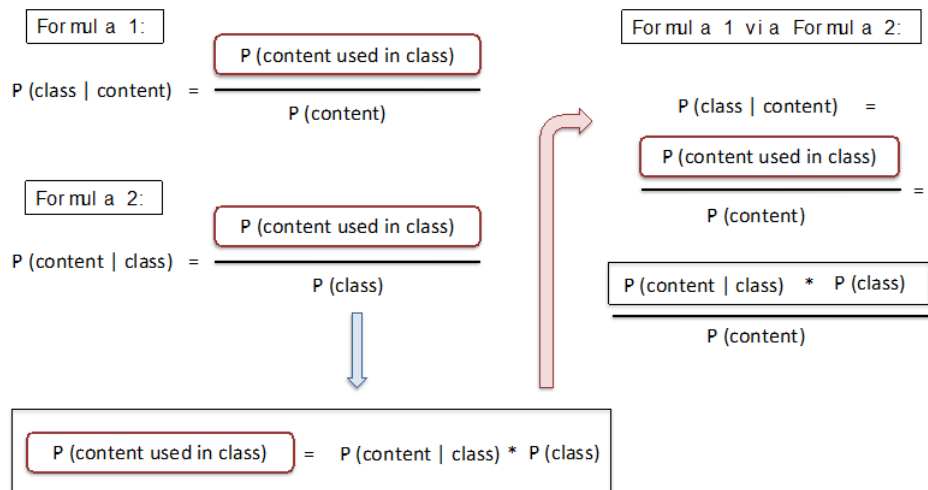 Formula 1:
P (content used in class)
P (class | content) =
P (content)
Formula 2:
P (content used in class)
P (content | class) =
P (class)
P (content used in class) = P (content | class) * P (class)
Formula 1 via Formula 2:
P (class | content) =
P (content used in class)
=
P (content)
P (content | class) * P (class)
P (content)